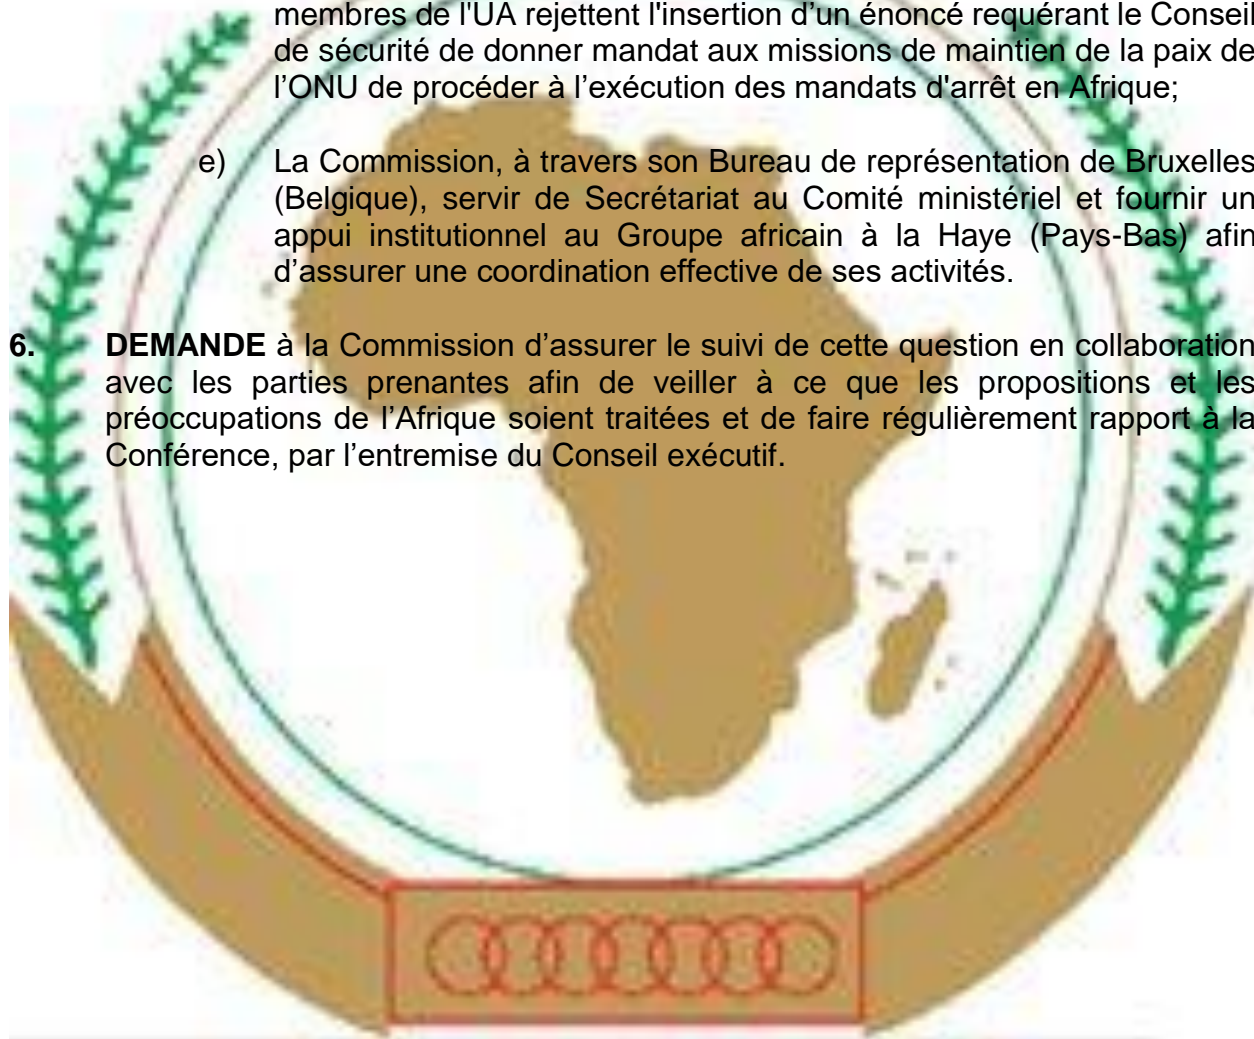 membres de l'UA rejettent l'insertion d’un énoncé requérant le Conseil
de sécurité de donner mandat aux missions de maintien de la paix de
l’ONU de procéder à l’exécution des mandats d'arrêt en Afrique;
e) La Commission, à travers son Bureau de représentation de Bruxelles
(Belgique), servir de Secrétariat au Comité ministériel et fournir un
appui institutionnel au Groupe africain à la Haye (Pays-Bas) afin
d’assurer une coordination effective de ses activités.
6. DEMANDE à la Commission d’assurer le suivi de cette question en collaboration
avec les parties prenantes afin de veiller à ce que les propositions et les
préoccupations de l’Afrique soient traitées et de faire régulièrement rapport à la
Conférence, par l’entremise du Conseil exécutif.